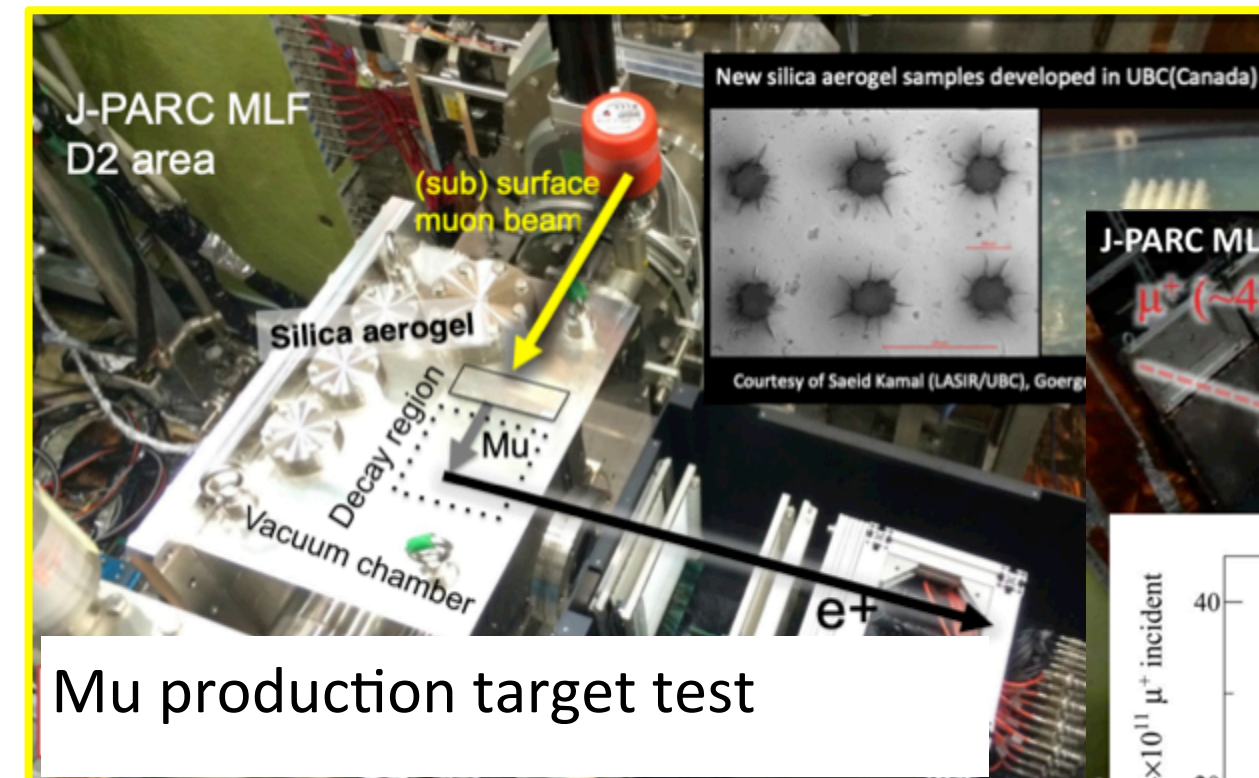 J-PARC MLF
D2 area
(sub) surface
muon beam
Silica aerogel
Decay region
Mu
Vacuum chamber
e+
Mu production target test
New silica aerogel samples developed in UBC(Canada)
Courtesy of Saeid Kamal (LASIR/UBC),
J-PARC
μ⁺ (~4
40
×10¹¹ μ⁺ incident